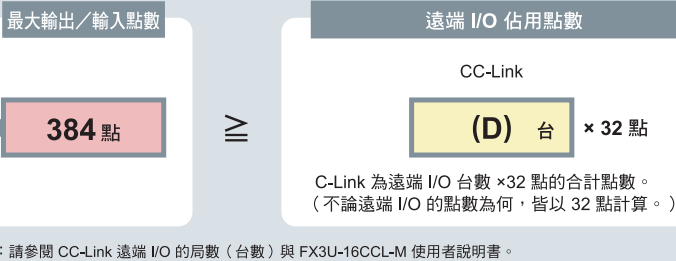 最大輸出／輸入點數
遠端 I/O 佔用點數
CC-Link
384 點
≧
(D) 台 × 32 點
C-Link 為遠端 I/O 台數 ×32 點的合計點數。
（不論遠端 I/O 的點數為何，皆以 32 點計算。）
：請參閱 CC-Link 遠端 I/O 的局數（台數）與 FX3U-16CCL-M 使用者說明書。